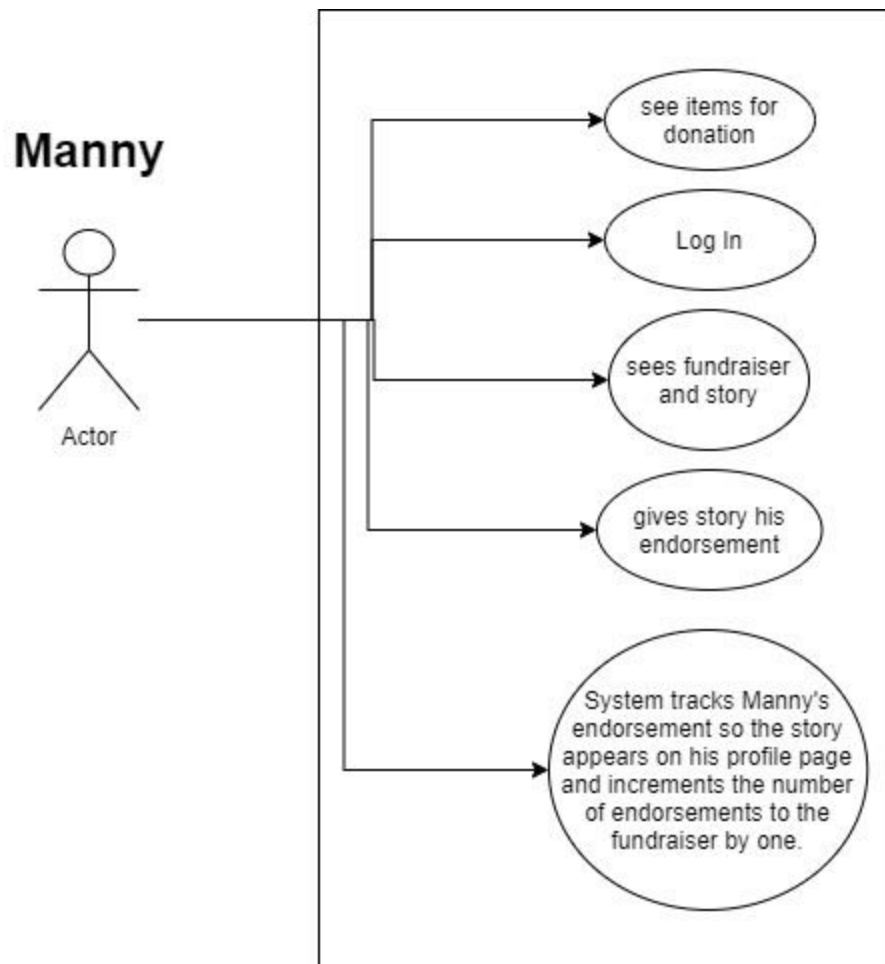 Manny
Actor
see items for
donation
Log In
sees fundraiser
and story
gives story his
endorsement
System tracks Manny's
endorsement so the story
appears on his profile page
and increments the number
of endorsements to the
fundraiser by one.